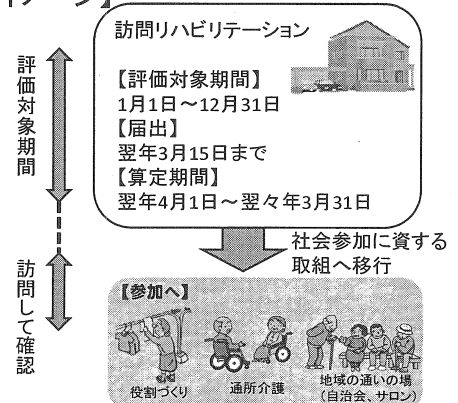 訪問リハビリテーション
【評価対象期間】
1月1日～12月31日
【届出】
翌年3月15日まで
【算定期間】
翌年4月1日～翌々年3月31日
評価対象期間
社会参加に資する
取組へ移行
訪問して確認
【参加へ】
役割づくり
通所介護
地域の通いの場
（自治会、サロン）